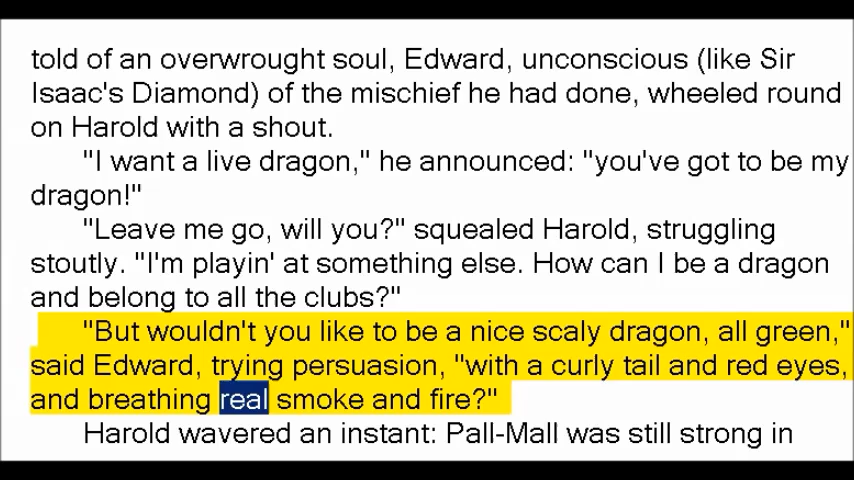 told of an overwrought soul, Edward, unconscious (like Sir
Isaac's Diamond) of the mischief he had done, wheeled round
on Harold with a shout.
"I want a live dragon," he announced: "you've got to be my
dragon!"
"Leave me go, will you?" squealed Harold, struggling
stoutly. "I'm playin' at something else. How can I be a dragon
and belong to all the clubs?"
"But wouldn't you like to be a nice scaly dragon, all green,"
said Edward, trying persuasion, "with a curly tail and red eyes,
and breathing real smoke and fire?"
Harold wavered an instant: Pall-Mall was still strong in